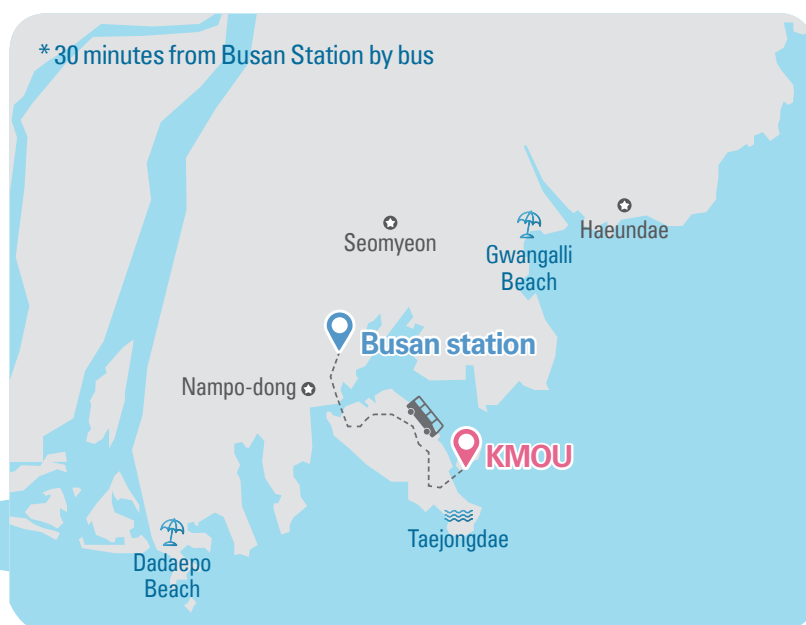 * 30 minutes from Busan Station by bus
Seomyeon
Haeundae
Gwangalli
Beach
Busan station
Nampo-dong
KMOU
Taejongdae
Dadaepo
Beach